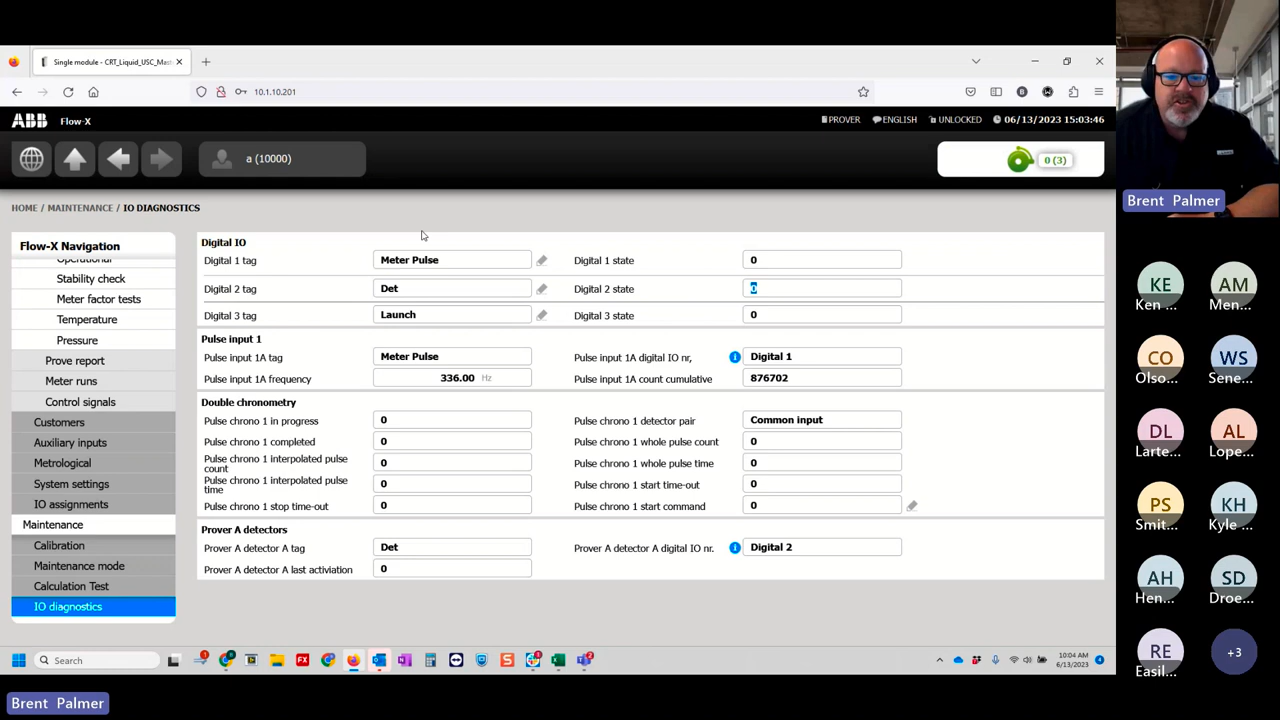 Single module - CRT_Liquid_USC_Mas
10.1.10.201
ABB Flow-X
PROVER ENGLISH UNLOCKED 06/13/2023 15:03:46
a (10000)
0 (3)
HOME / MAINTENANCE / IO DIAGNOSTICS
Flow-X Navigation
Operational
Stability check
Meter factor tests
Temperature
Pressure
Prove report
Meter runs
Control signals
Customers
Auxiliary inputs
Metrological
System settings
IO assignments
Maintenance
Calibration
Maintenance mode
Calculation Test
IO diagnostics
Digital IO
Digital 1 tag Meter Pulse Digital 1 state 0
Digital 2 tag Det Digital 2 state 0
Digital 3 tag Launch Digital 3 state 0
Pulse input 1
Pulse input 1A tag Meter Pulse Pulse input 1A digital IO nr, Digital 1
Pulse input 1A frequency 336.00 Hz Pulse input 1A count cumulative 876702
Double chronometry
Pulse chrono 1 in progress 0 Pulse chrono 1 detector pair Common input
Pulse chrono 1 completed 0 Pulse chrono 1 whole pulse count 0
Pulse chrono 1 interpolated pulse
count 0 Pulse chrono 1 whole pulse time 0
Pulse chrono 1 interpolated pulse
time 0 Pulse chrono 1 start time-out 0
Pulse chrono 1 stop time-out 0 Pulse chrono 1 start command 0
Prover A detectors
Prover A detector A tag Det Prover A detector A digital IO nr. Digital 2
Prover A detector A last activiation 0
Search
10:04 AM
6/13/2023
Brent Palmer
Brent Palmer
KE
Ken ...
AM
Men...
CO
Olso...
WS
Sene...
DL
Larte...
AL
Lope...
PS
Smit...
KH
Kyle ...
AH
Hen...
SD
Droe...
RE
Easil...
+3